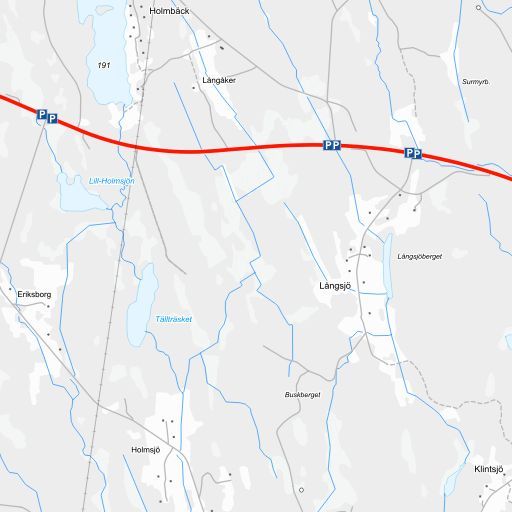 Holmbäck
191
Långåker
Surmyrb.
P
P
P P
P P
Lill-Holmsjön
Långsjöberget
Långsjö
Eriksborg
Tällträsket
Buskberget
Holmsjö
Klintsjö